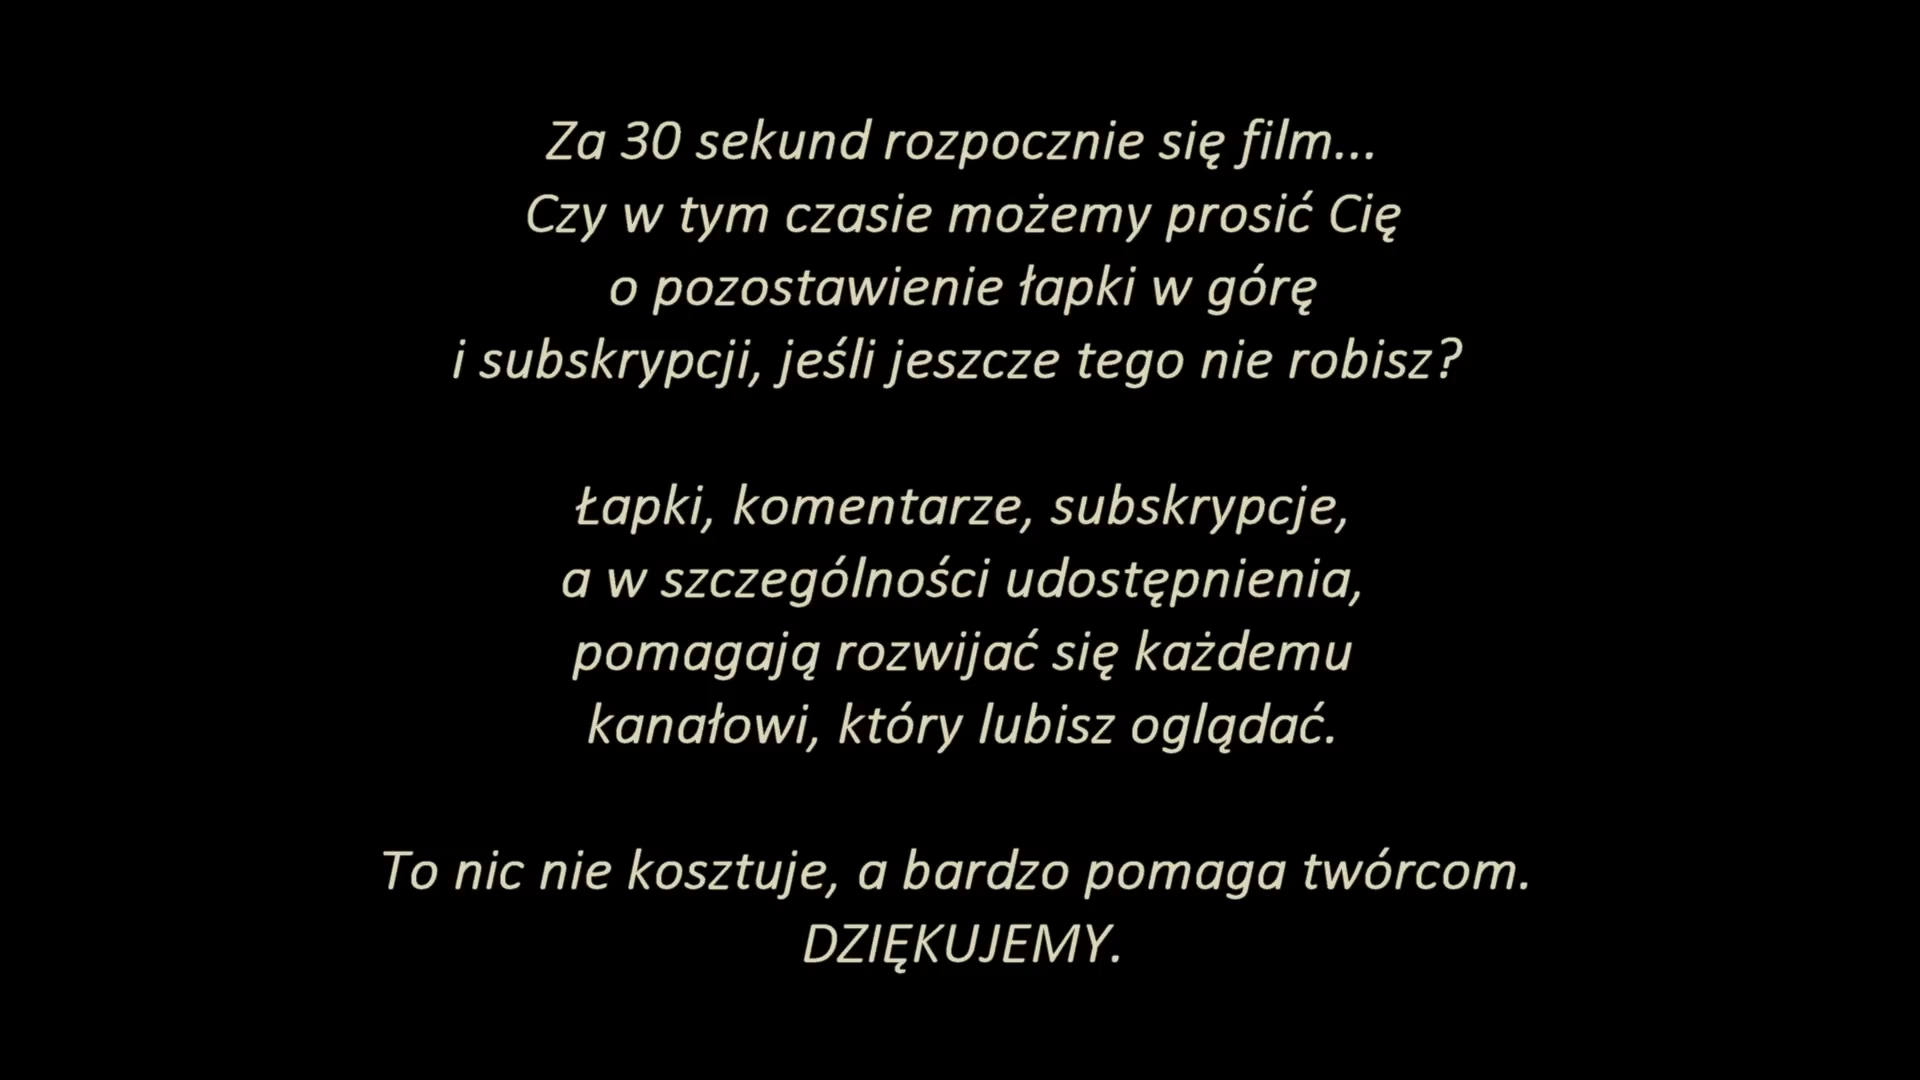 Za 30 sekund rozpocznie się film...
Czy w tym czasie możemy prosić Cię
o pozostawienie łapki w górę
i subskrypcji, jeśli jeszcze tego nie robisz?
Łapki, komentarze, subskrypcje,
a w szczególności udostępnienia,
pomagają rozwijać się każdemu
kanałowi, który lubisz oglądać.
To nic nie kosztuje, a bardzo pomaga twórcom.
DZIĘKUJEMY.